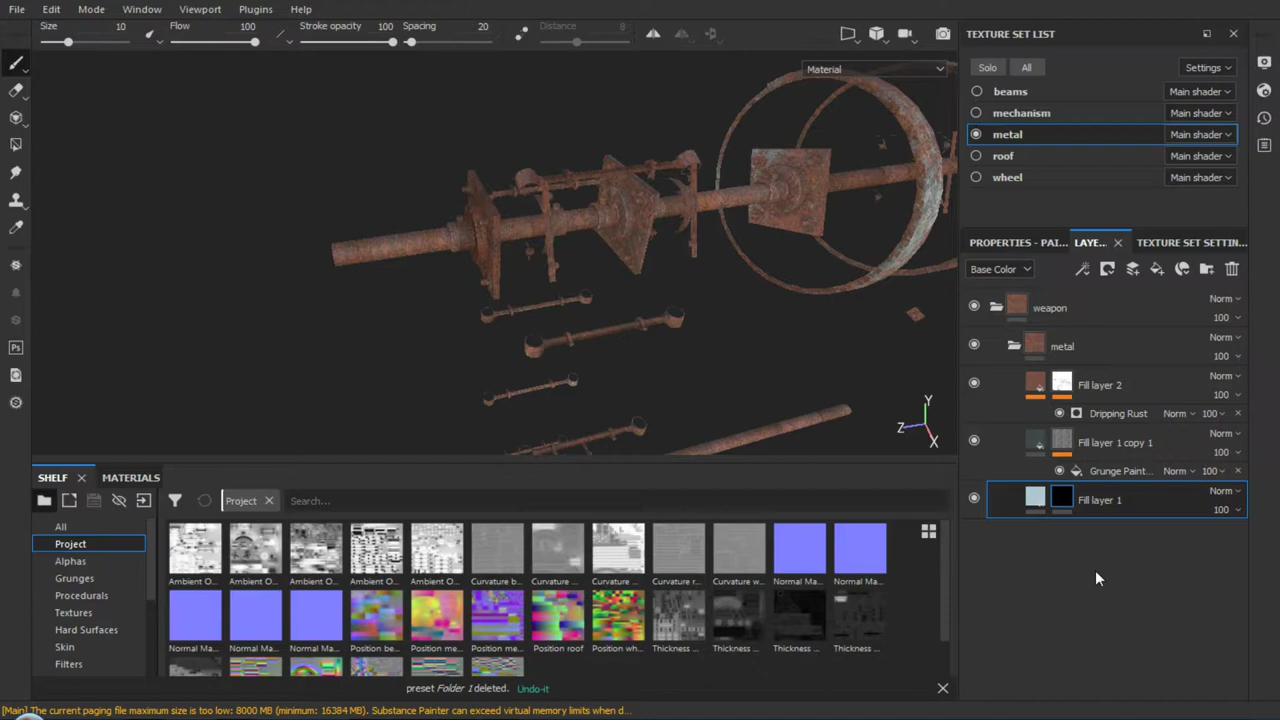 File Edit Mode Window Viewport Plugins Help
Size 10 Flow 100 Stroke opacity 100 Spacing 20 Distance 8
Material
Y
Z
X
TEXTURE SET LIST
Solo All Settings
beams Main shader
mechanism Main shader
metal Main shader
roof Main shader
wheel Main shader
PROPERTIES - PAI... LAYE... TEXTURE SET SETTIN...
Base Color
weapon Norm
100
metal Norm
100
Fill layer 2 Norm
100
Dripping Rust Norm 100
Fill layer 1 copy 1 Norm
100
Grunge Paint... Norm 100
Fill layer 1 Norm
100
SHELF MATERIALS
Ps
Project
Search...
All
Project
Alphas
Grunges
Procedurals
Textures
Hard Surfaces
Skin
Filters
Ambient O... Ambient O... Ambient O... Ambient O... Ambient O... Curvature b... Curvature ... Curvature ... Curvature r... Curvature w... Normal Ma... Normal Ma...
Normal Ma... Normal Ma... Normal Ma... Position be... Position me... Position me... Position roof Position wh... Thickness ... Thickness ... Thickness ... Thickness ...
preset Folder 1 deleted. Undo-it
[Main] The current paging file maximum size is too low: 8000 MB (minimum: 16384 MB). Substance Painter can exceed virtual memory limits when d...